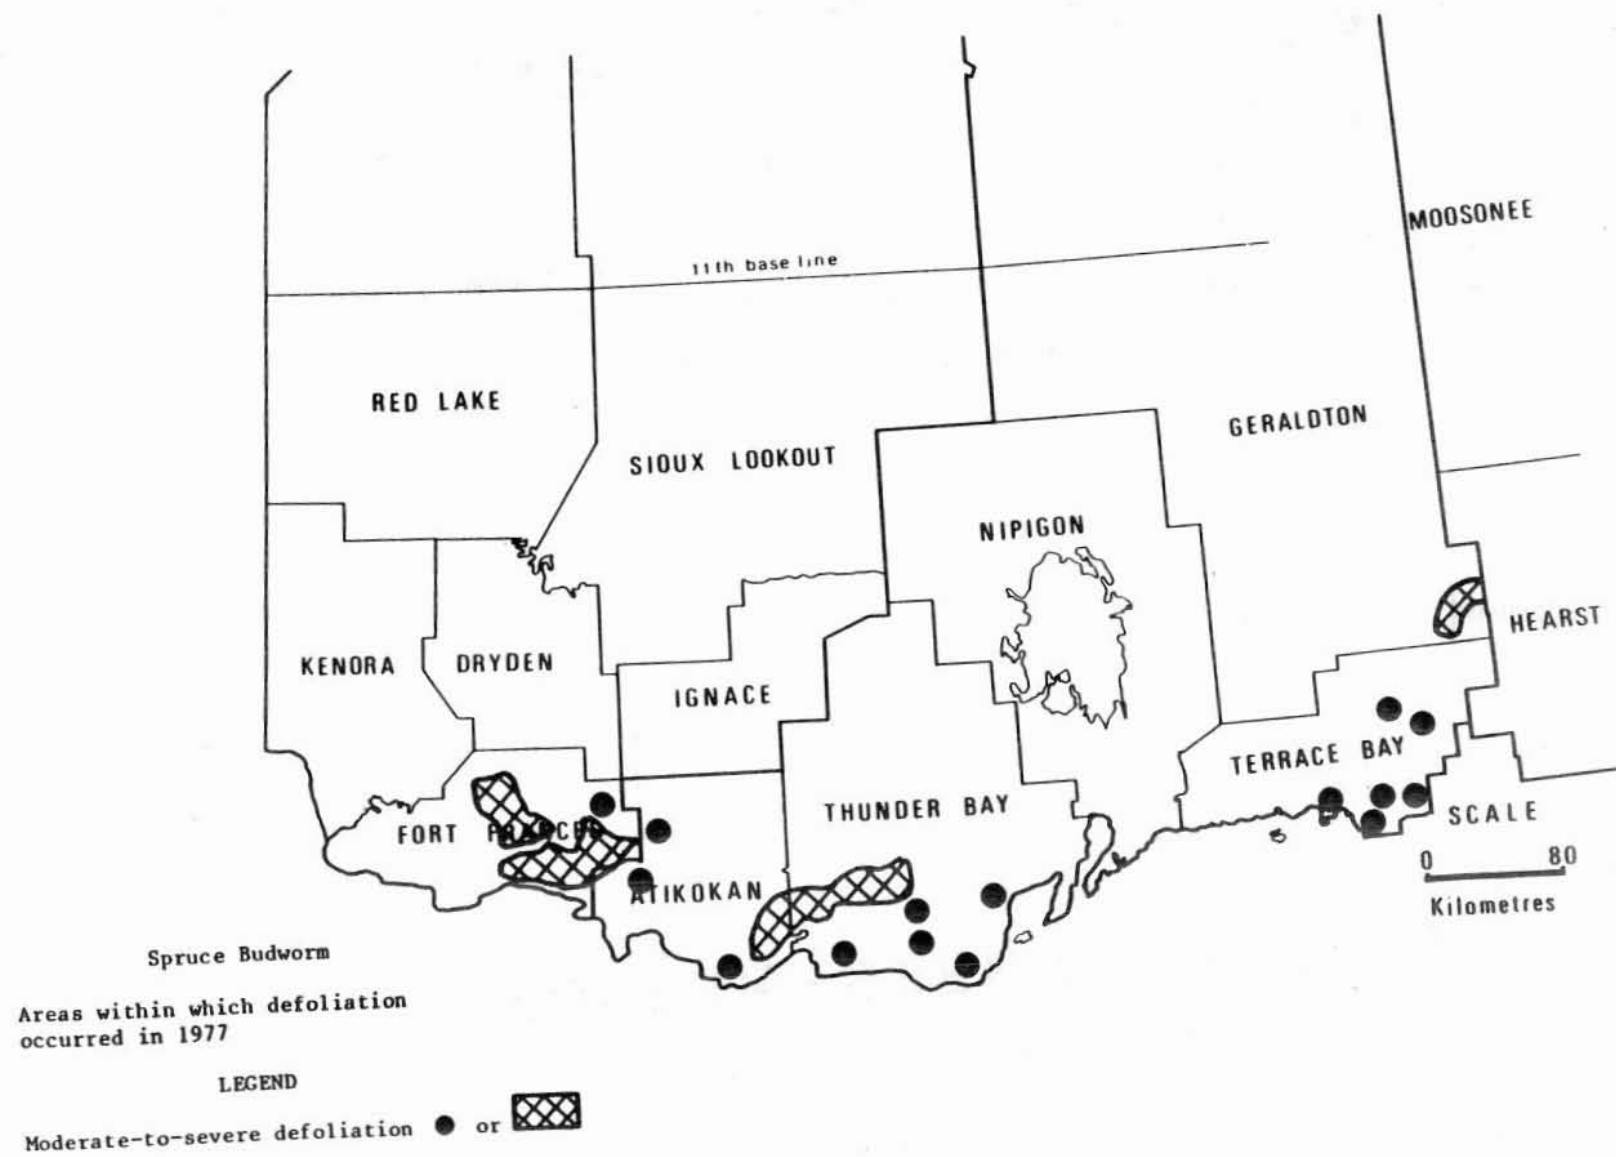 MOOSONEE
11th base line
RED LAKE
GERALDTON
SIOUX LOOKOUT
NIPIGON
HEARST
KENORA
DRYDEN
IGNACE
TERRACE BAY
THUNDER BAY
SCALE
FORT FRANCES
0 80
Kilometres
ATIKOKAN
Spruce Budworm
Areas within which defoliation
occurred in 1977
LEGEND
Moderate-to-severe defoliation or